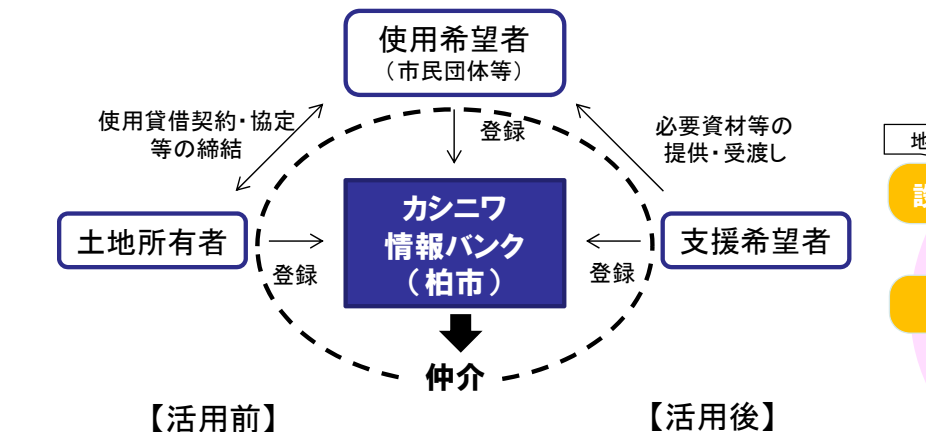 使用希望者
（市民団体等）
使用貸借契約・協定
等の締結
登録
必要資材等の
提供・受渡し
土地所有者
登録
カシニワ
情報バンク
（柏市）
登録
支援希望者
仲介
【活用前】
【活用後】
地